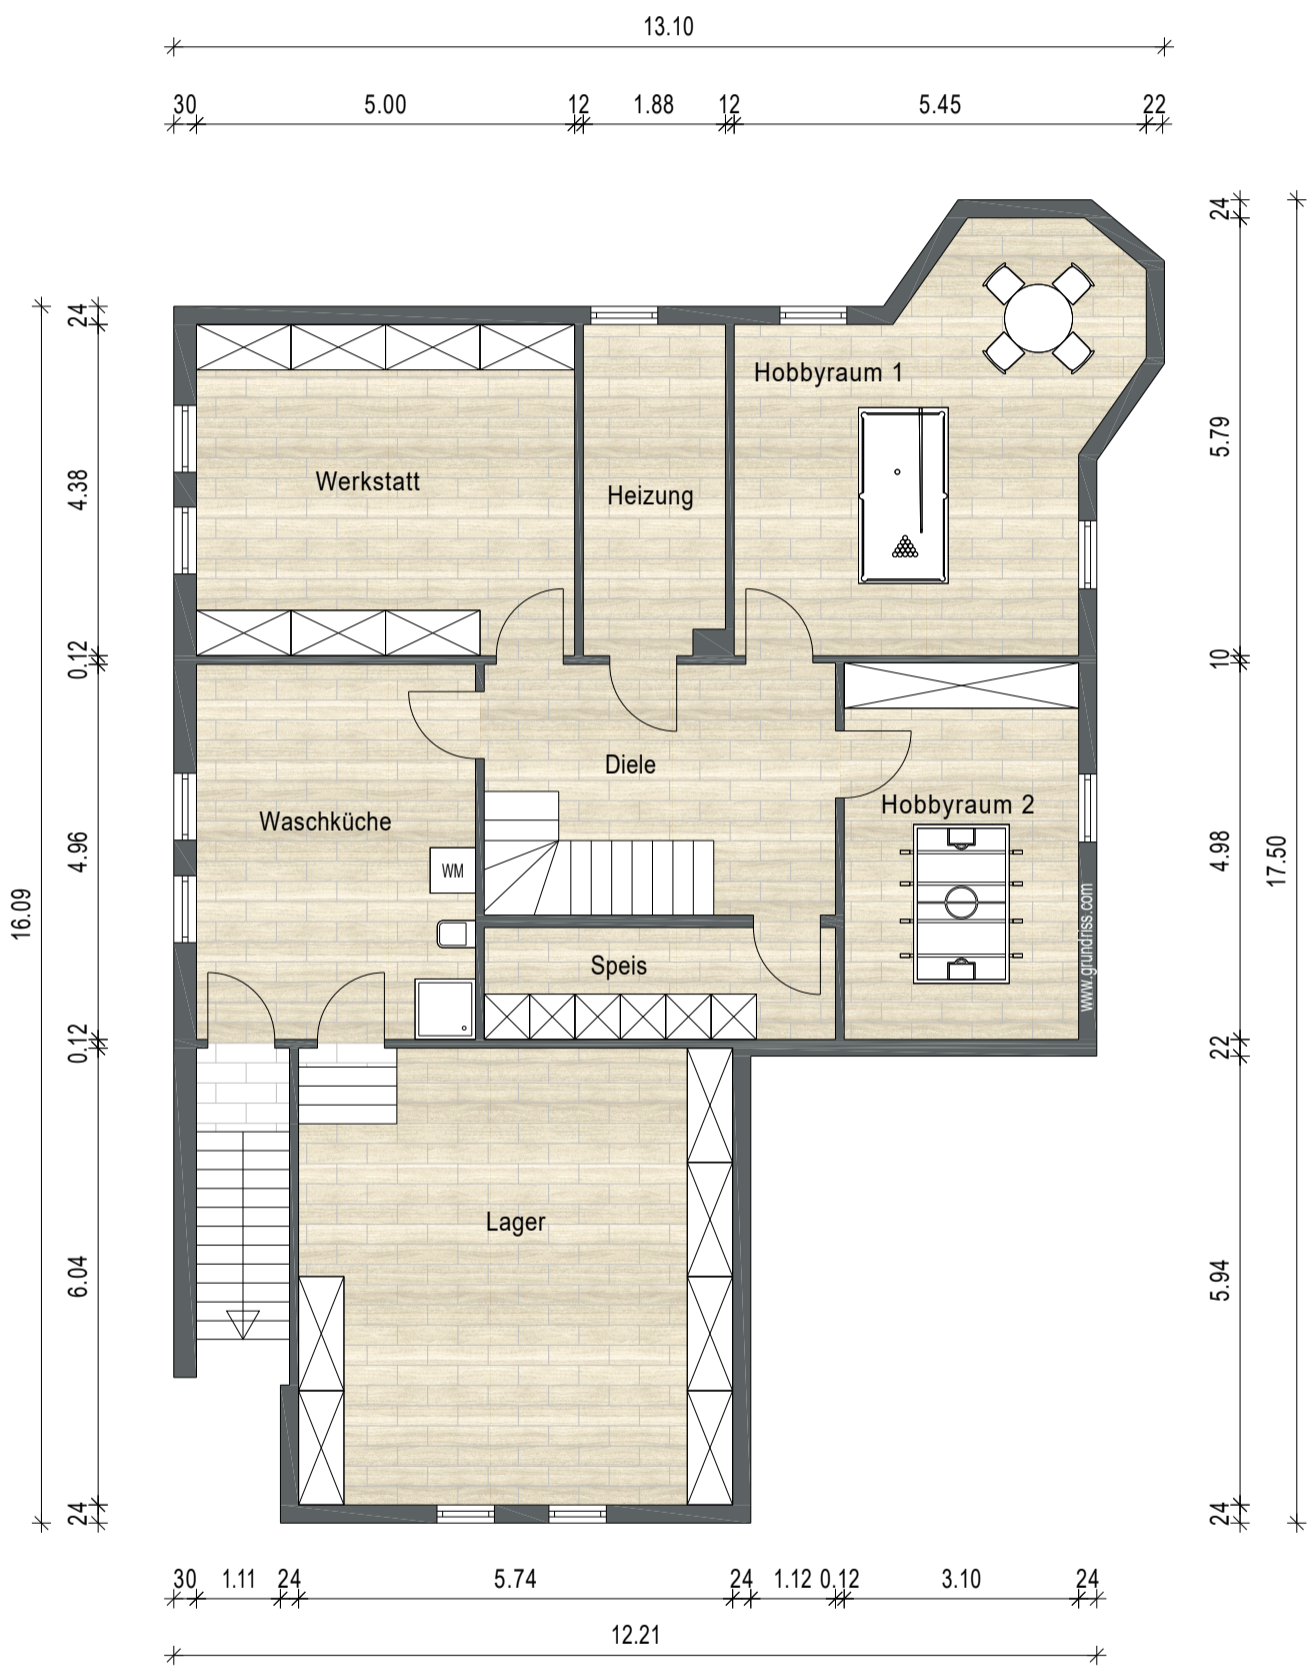 13.10
30 5.00 12 1.88 12 5.45 22
24
24
Hobbyraum 1
5.79
Werkstatt
4.38
Heizung
0.12
10
Diele
Hobbyraum 2
Waschküche
4.96
4.98
17.50
WM
16.09
www.grundriss.com
Speis
0.12
22
Lager
6.04
5.94
24
24
30 1.11 24 5.74 24 1.12 0.12 3.10 24
12.21